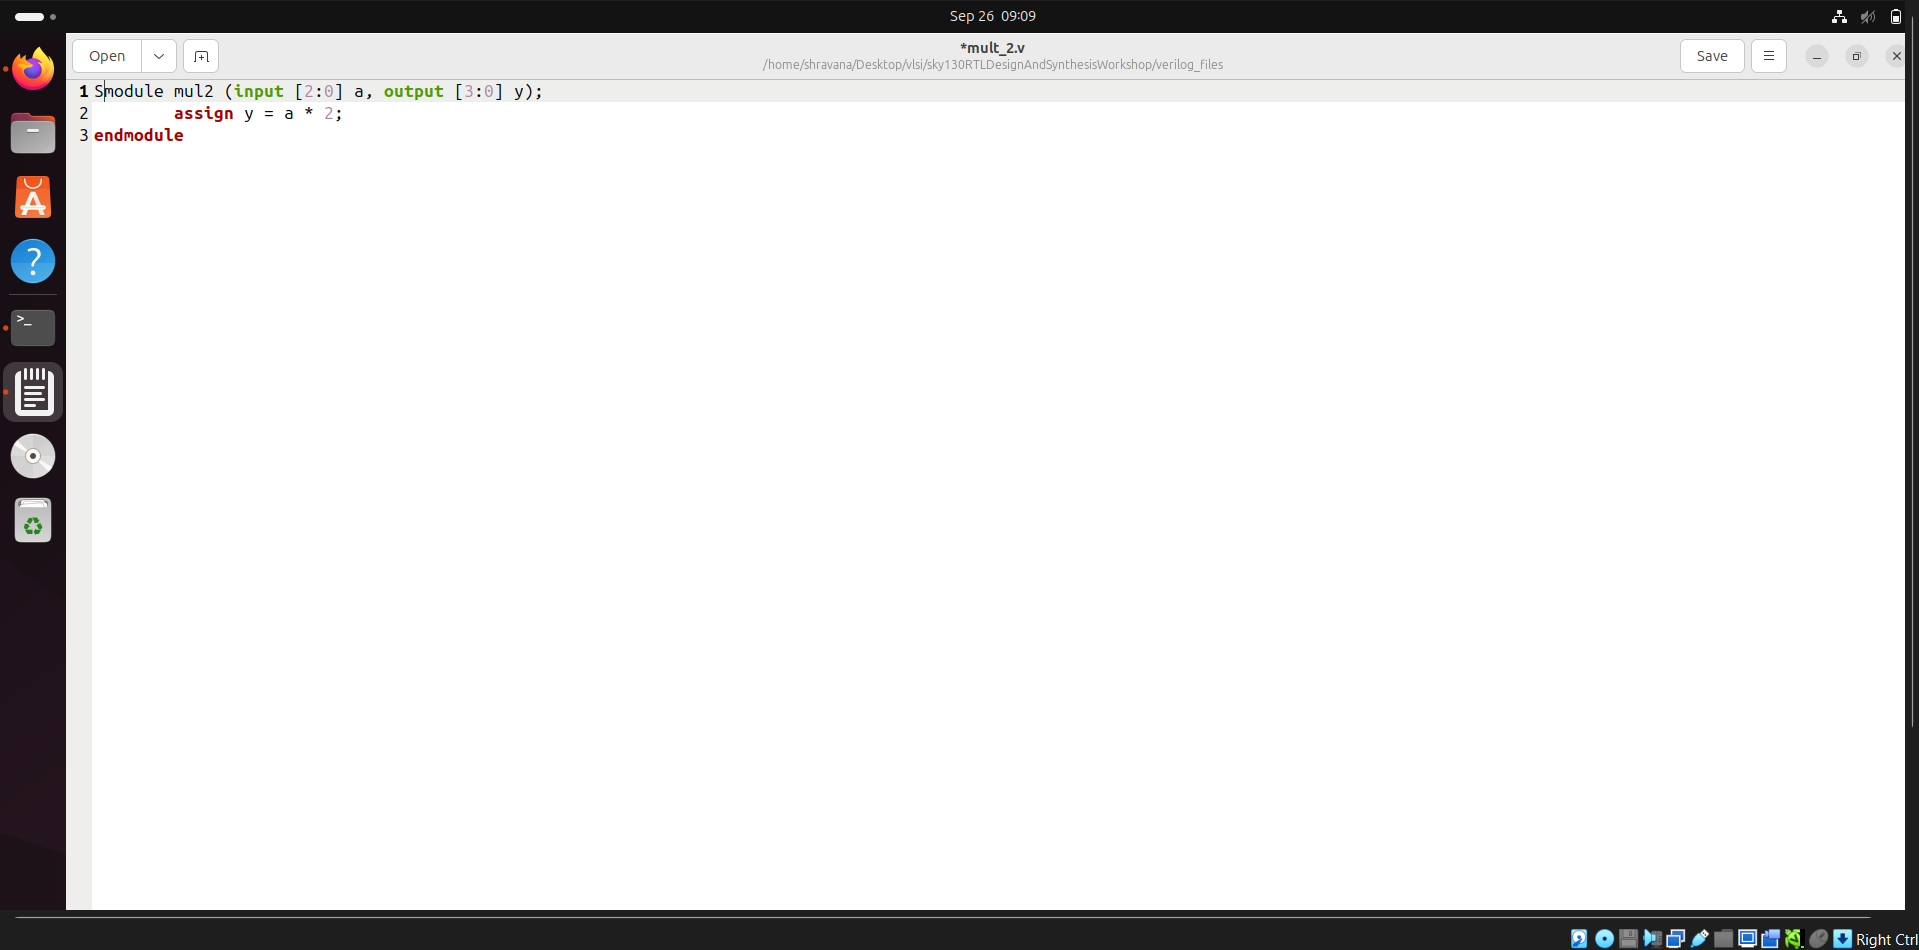 Sep 26 09:09
Open
*mult_2.v
/home/shravana/Desktop/vlsi/sky130RTLDesignAndSynthesisWorkshop/verilog_files
Save
1 Smodule mul2 (input [2:0] a, output [3:0] y);
2 assign y = a * 2;
3 endmodule
Right Ctrl